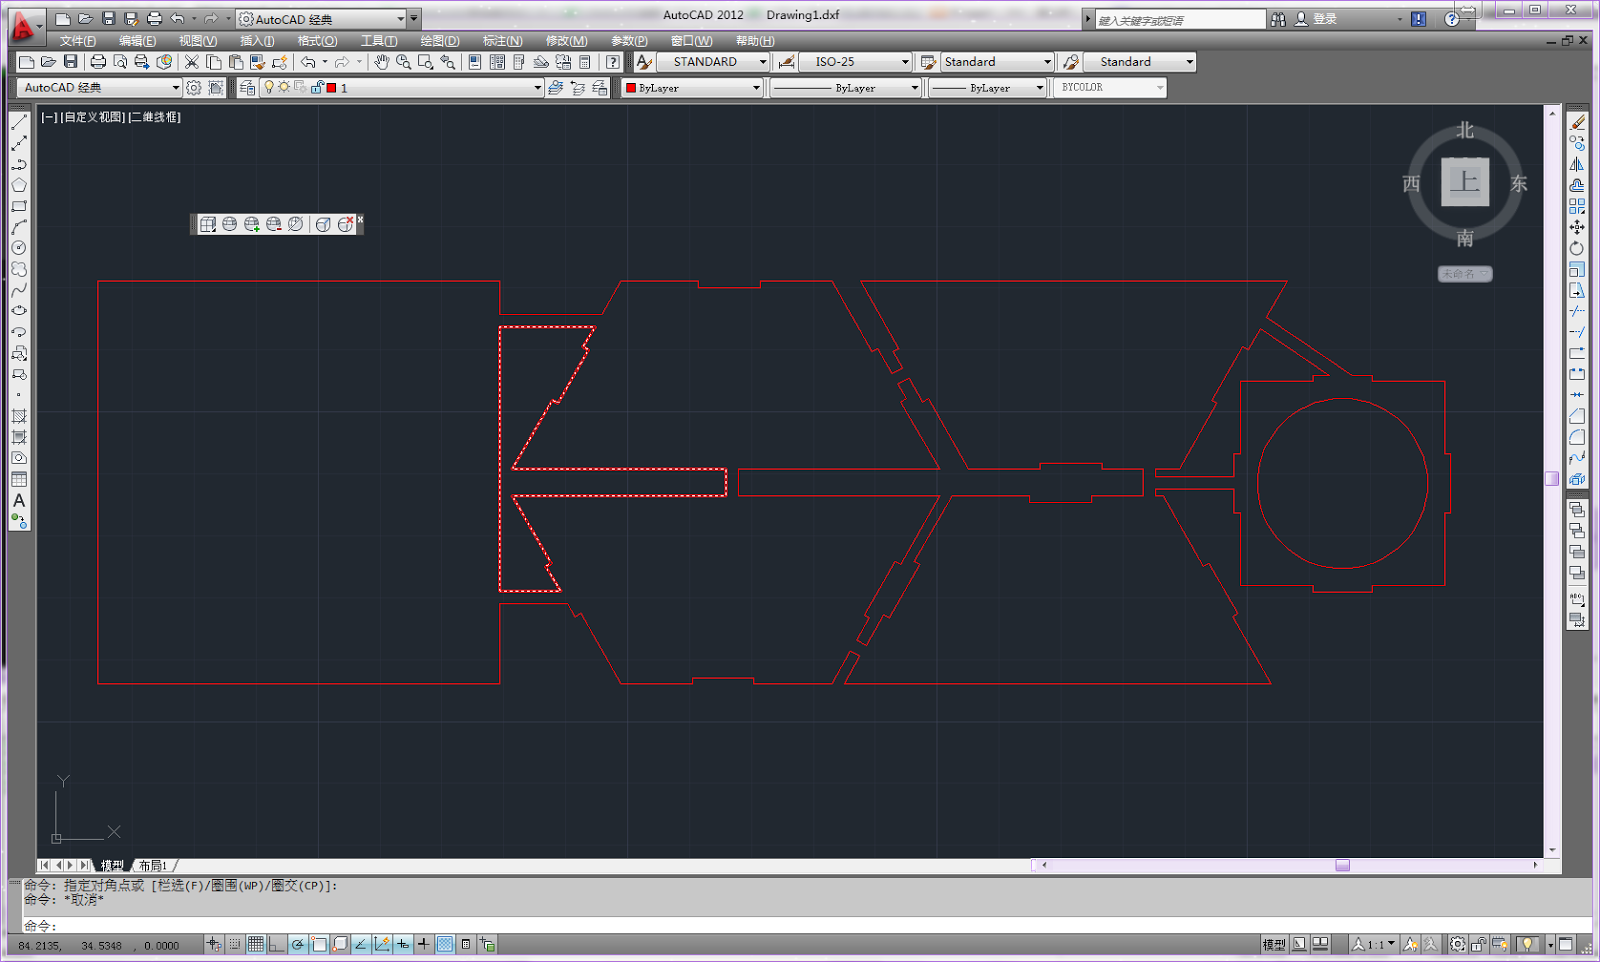 AutoCAD 2012 Drawing1.dxf
AutoCAD 经典
键入关键字或短语
登录
文件(F) 编辑(E) 视图(V) 插入(I) 格式(O) 工具(T) 绘图(D) 标注(N) 修改(M) 参数(P) 窗口(W) 帮助(H)
STANDARD ISO-25 Standard Standard
AutoCAD 经典 1 ByLayer ByLayer ByLayer BYCOLOR
[-][自定义视图][二维线框]
北
西 上 东
南
未命名
Y
X
模型 布局1
命令: 指定对角点或 [栏选(F)/圈围(WP)/圈交(CP)]:
命令: *取消*
命令:
84.2135, 34.5348 , 0.0000 模型 1:1